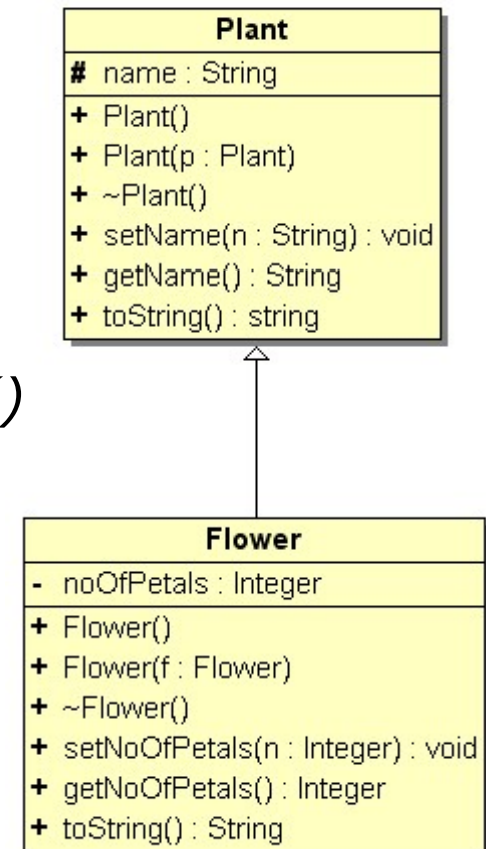 Plant
# name : String
+ Plant()
+ Plant(p : Plant)
+ ~Plant()
+ setName(n : String) : void
+ getName() : String
+ toString() : string
()
Flower
- noOfPetals : Integer
+ Flower()
+ Flower(f : Flower)
+ ~Flower()
+ setNoOfPetals(n : Integer) : void
+ getNoOfPetals() : Integer
+ toString() : String